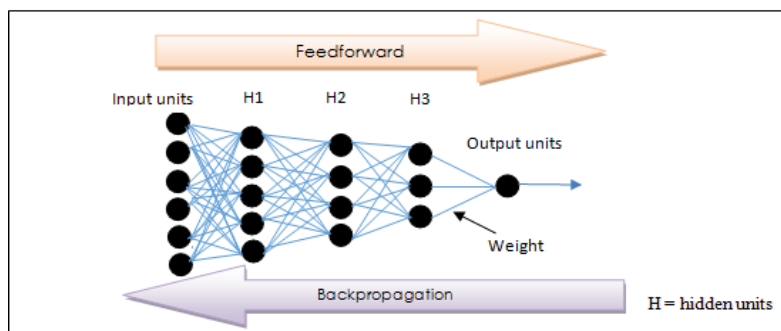 Feedforward
Input units
H1
H2
H3
Output units
Weight
Backpropagation
H = hidden units